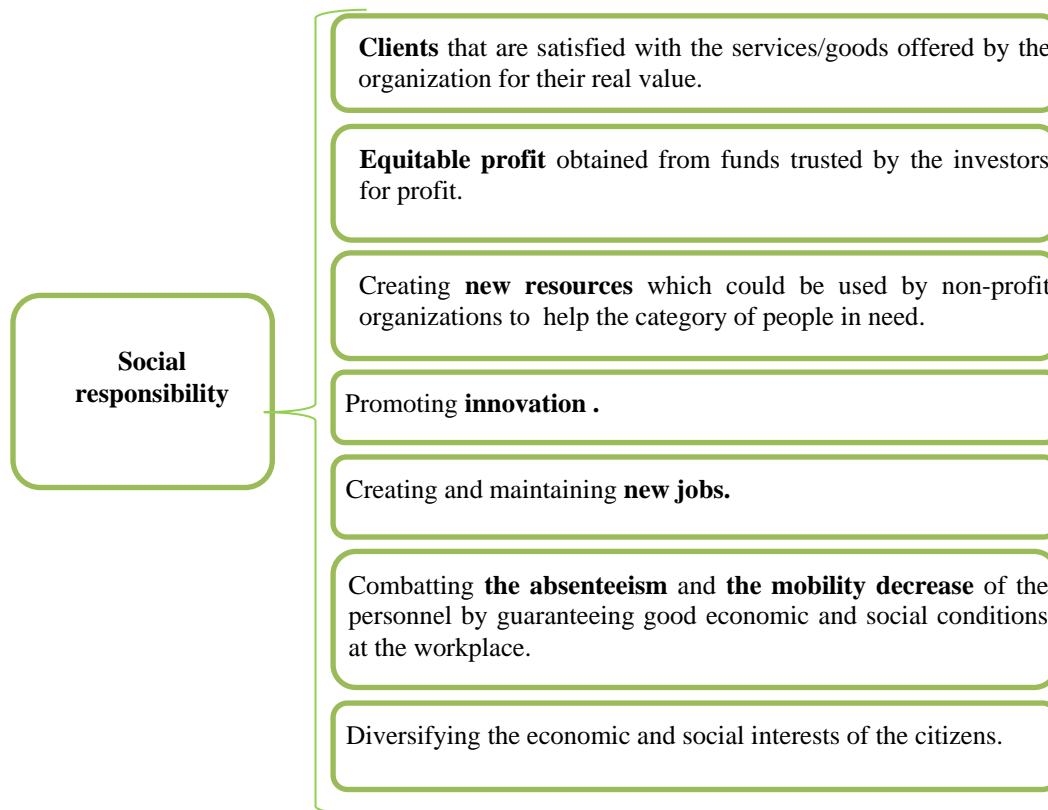 Clients that are satisfied with the services/goods offered by the
organization for their real value.
Equitable profit obtained from funds trusted by the investors
for profit.
Creating new resources which could be used by non-profit
organizations to help the category of people in need.
Social
responsibility
Promoting innovation .
Creating and maintaining new jobs.
Combatting the absenteeism and the mobility decrease of the
personnel by guaranteeing good economic and social conditions
at the workplace.
Diversifying the economic and social interests of the citizens.